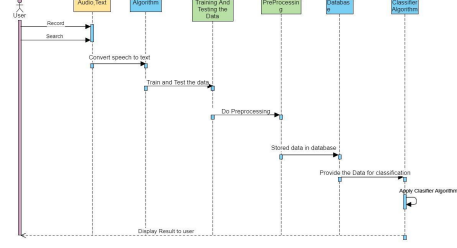 User
Audio,Text
Algorithm
Training And
Testing the
Data
PreProcessin
g
Databas
e
Classifier
Algorithm
Record
Search
Convert speech to text
Train and Test the data
Do Preprocessing
Stored data in database
Provide the Data for classification
Apply Clasifier Algorithm
Display Result to user